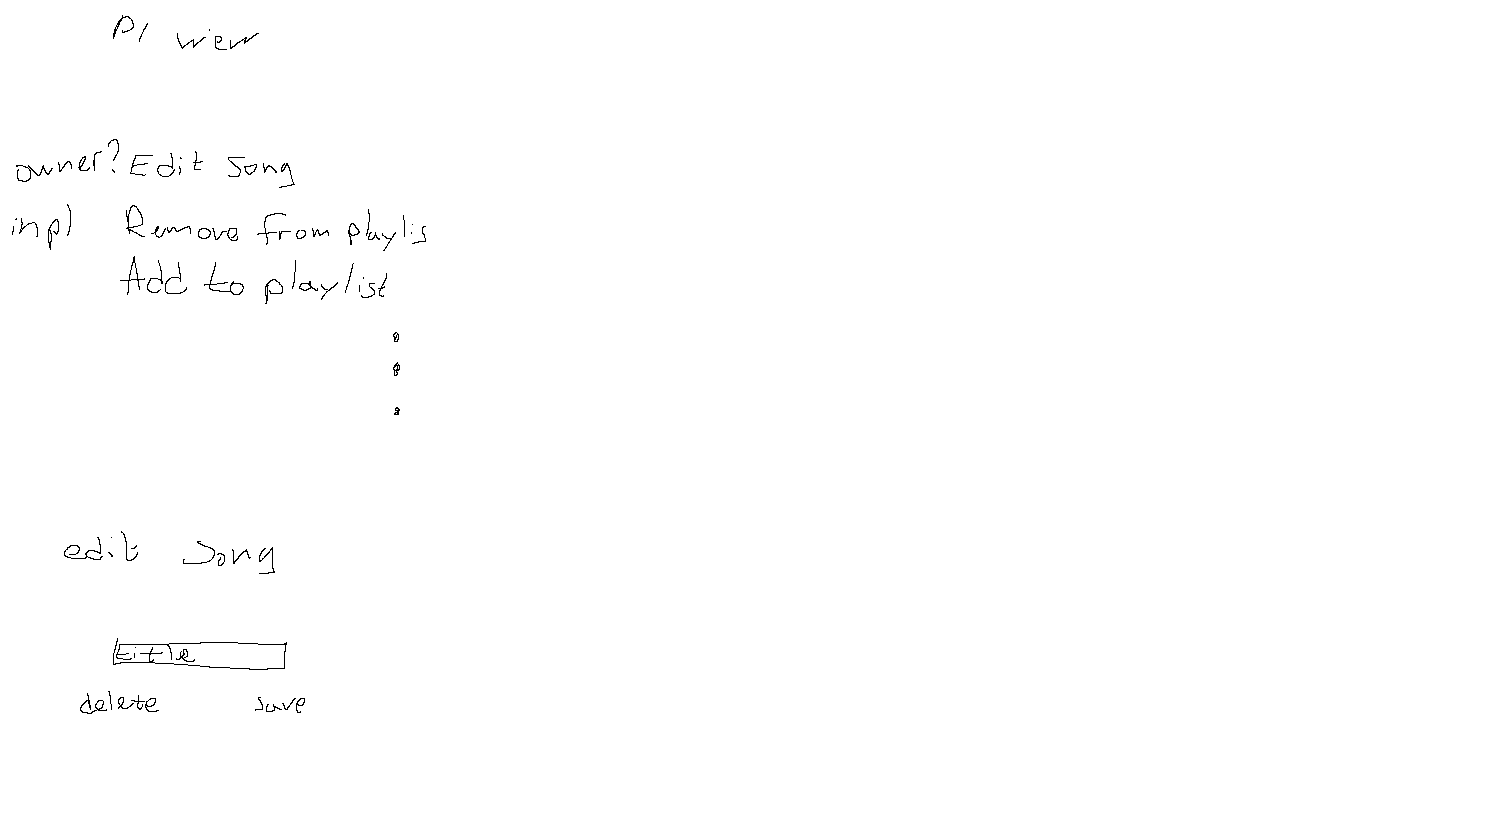 Pl view
owner? Edit song
inpl Remove from playlis
Add to playlist
edit song
title
delete save